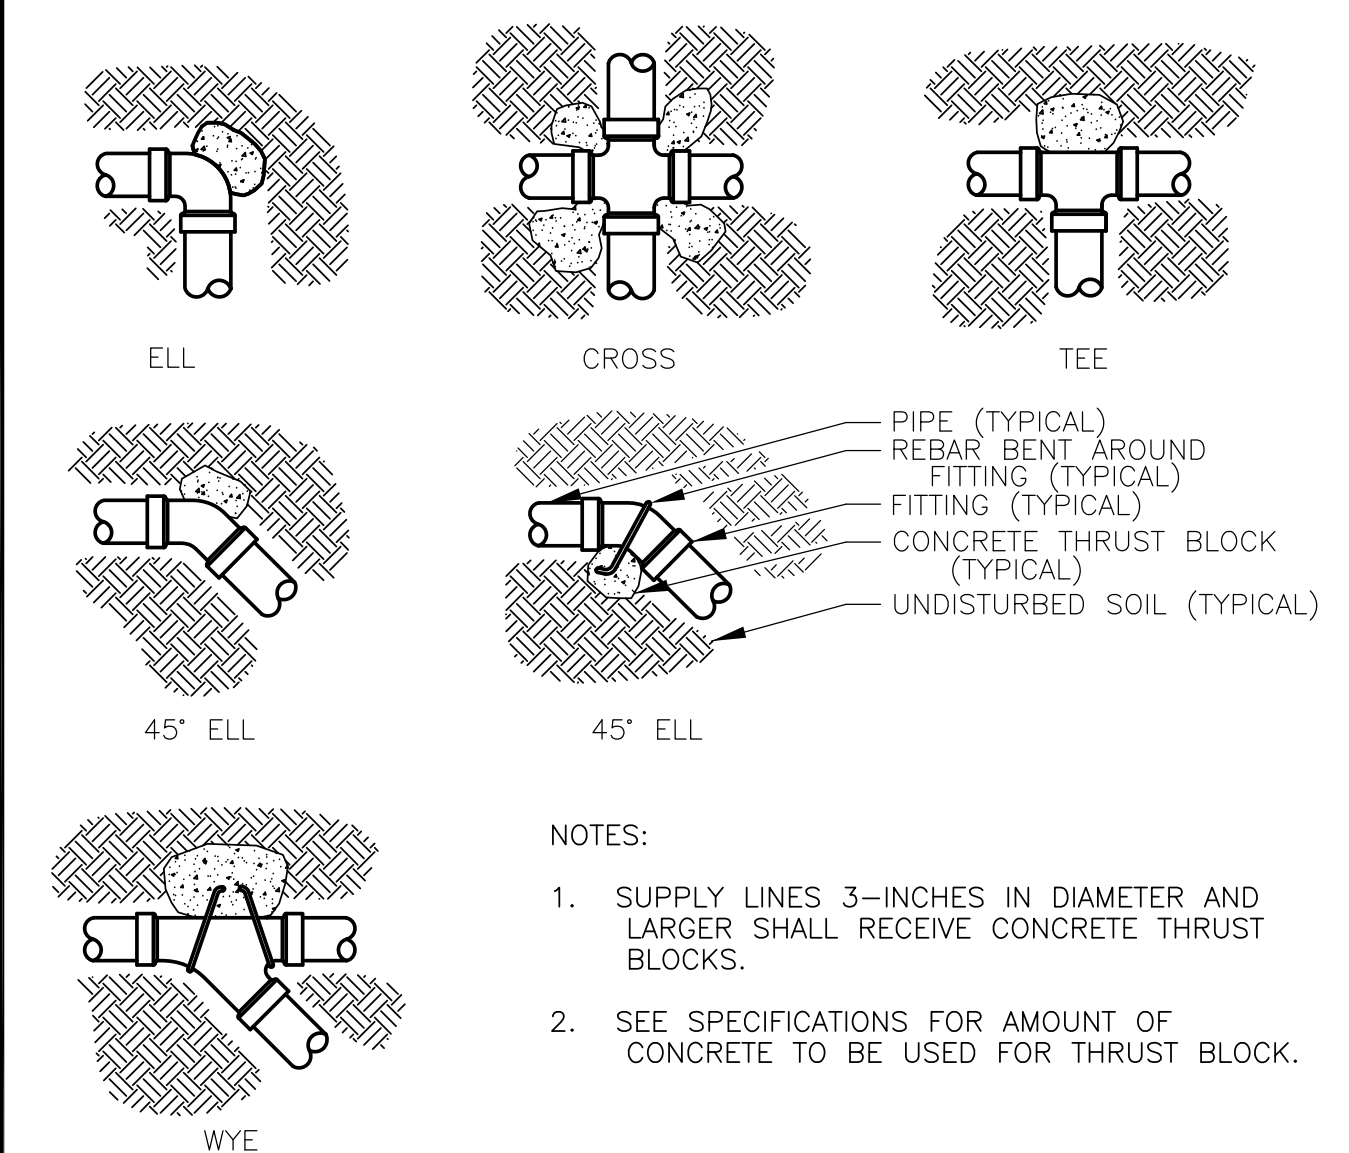 ELL
CROSS
TEE
PIPE (TYPICAL)
REBAR BENT AROUND
FITTING (TYPICAL)
FITTING (TYPICAL)
CONCRETE THRUST BLOCK
(TYPICAL)
UNDISTURBED SOIL (TYPICAL)
45° ELL
45° ELL
WYE
NOTES:
1. SUPPLY LINES 3-INCHES IN DIAMETER AND
LARGER SHALL RECEIVE CONCRETE THRUST
BLOCKS.
2. SEE SPECIFICATIONS FOR AMOUNT OF
CONCRETE TO BE USED FOR THRUST BLOCK.